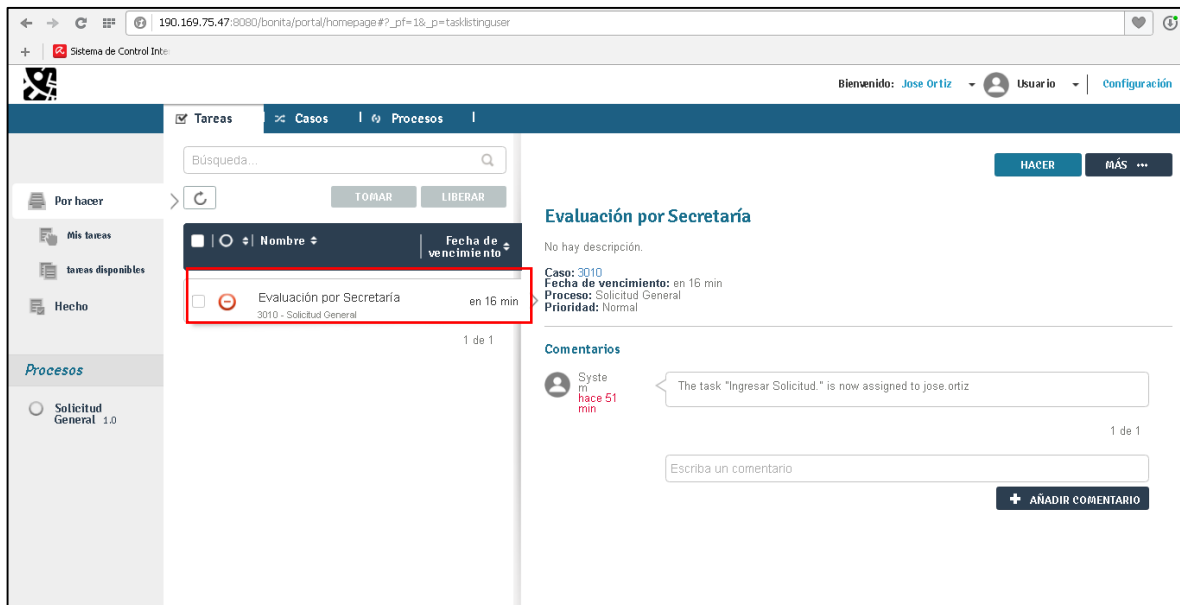 190.169.75.47:8080/bonita/portal/homepage#?_pf=1&_p=tasklistinguser
Sistema de Control Inte
Bienvenido: Jose Ortiz Usuario Configuración
Tareas Casos Procesos
Búsqueda...
HACER MÁS ...
Por hacer
TOMAR LIBERAR
Evaluación por Secretaría
Mis tareas
Nombre
Fecha de
vencimiento
No hay descripción.
tareas disponibles
Caso: 3010
Fecha de vencimiento: en 16 min
Proceso: Solicitud General
Prioridad: Normal
Hecho
Evaluación por Secretaría en 16 min
3010 - Solicitud General
1 de 1
Comentarios
Procesos
Syste
m
hace 51
min
The task "Ingresar Solicitud." is now assigned to jose.ortiz
Solicitud
General 1.0
1 de 1
Escriba un comentario
+ AÑADIR COMENTARIO